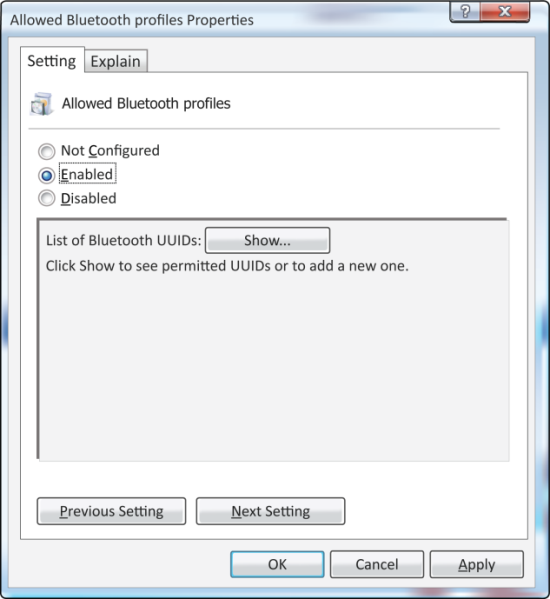 Allowed Bluetooth profiles Properties
?
Setting Explain
Allowed Bluetooth profiles
Not Configured
Enabled
Disabled
List of Bluetooth UUIDs: Show...
Click Show to see permitted UUIDs or to add a new one.
Previous Setting Next Setting
OK Cancel Apply